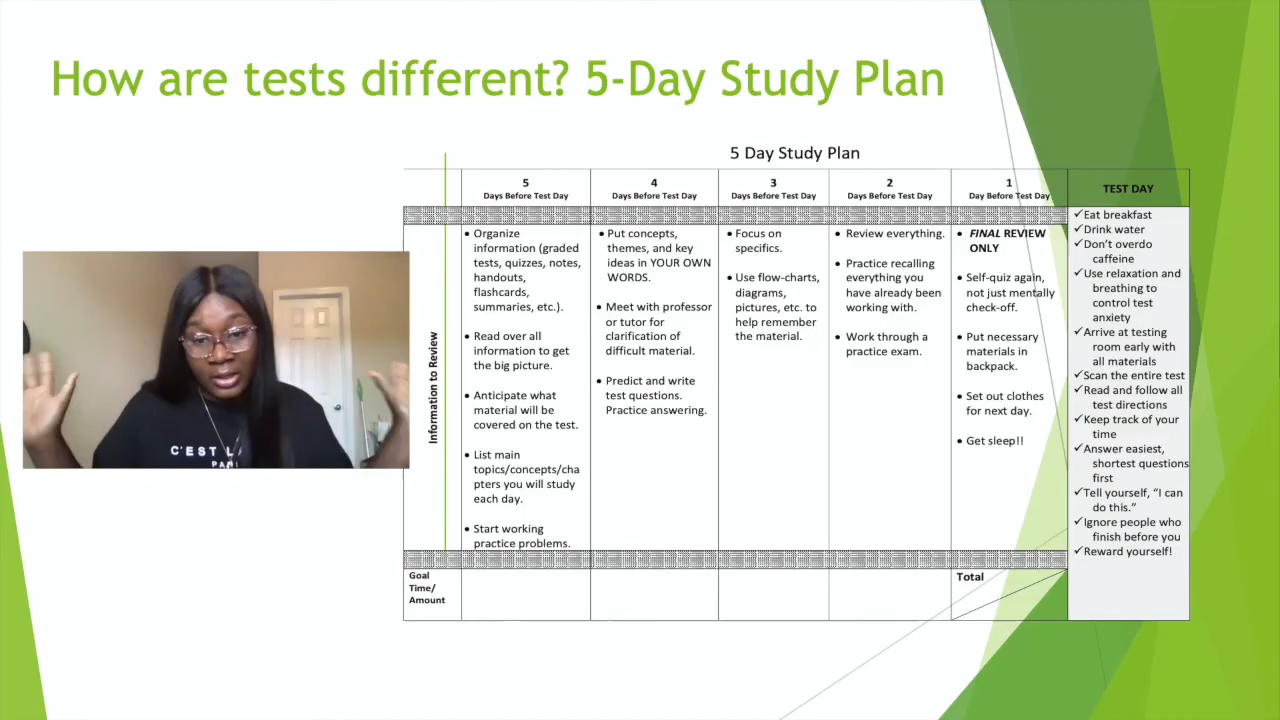 How are tests different? 5-Day Study Plan
5 Day Study Plan
5
Days Before Test Day
4
Days Before Test Day
3
Days Before Test Day
2
Days Before Test Day
1
Days Before Test Day
TEST DAY
Information to Review
• Organize
information (graded
tests, quizzes, notes,
handouts,
flashcards,
summaries, etc.).
• Read over all
information to get
the big picture.
• Anticipate what
material will be
covered on the test.
• List main
topics/concepts/cha
pters you will study
each day.
• Start working
practice problems.
• Put concepts,
themes, and key
ideas in YOUR OWN
WORDS.
• Meet with professor
or tutor for
clarification of
difficult material.
• Predict and write
test questions.
Practice answering.
• Focus on
specifics.
• Use flow-charts,
diagrams,
pictures, etc. to
help remember
the material.
• Review everything.
• Practice recalling
everything you
have already been
working with.
• Work through a
practice exam.
• FINAL REVIEW
ONLY
• Self-quiz again,
not just mentally
check-off.
• Put necessary
materials in
backpack.
• Set out clothes
for next day.
• Get sleep!!
✓Eat breakfast
✓Drink water
✓Don't overdo
caffeine
✓Use relaxation and
breathing to
control test
anxiety
✓Arrive at testing
room early with
all materials
✓Scan the entire test
✓Read and follow all
test directions
✓Keep track of your
time
✓Answer easiest,
shortest questions
first
✓Tell yourself, "I can
do this."
✓Ignore people who
finish before you
✓Reward yourself!
Goal
Time/
Amount
Total
C'EST